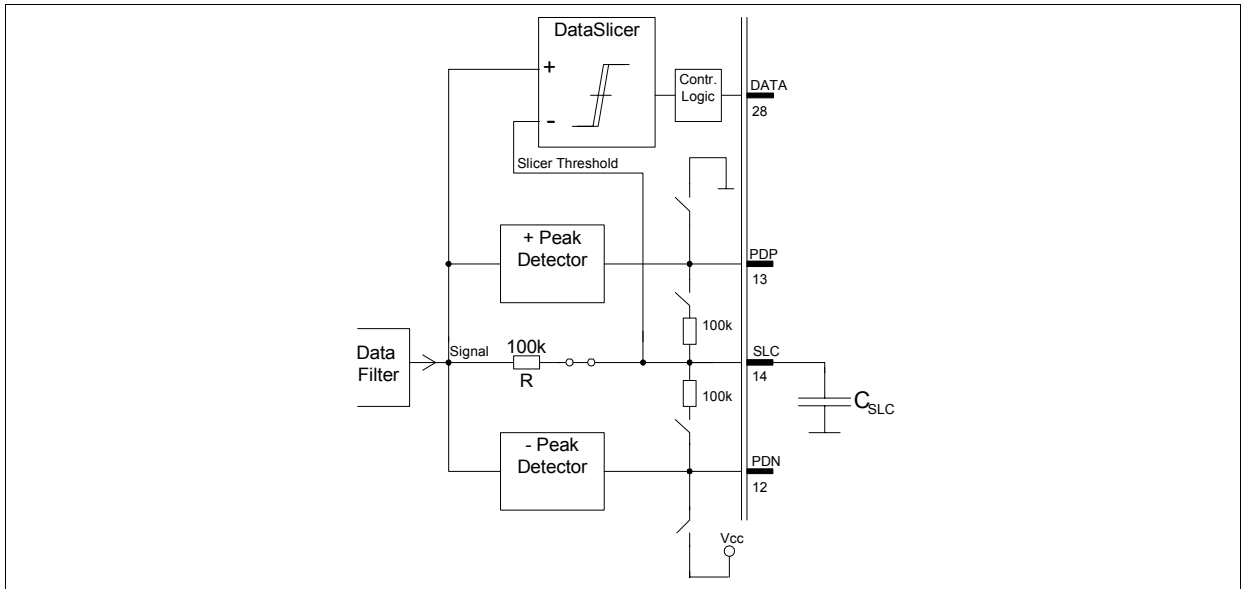 DataSlicer
+
-
Contr.
Logic
DATA
28
Slicer Threshold
+ Peak
Detector
PDP
13
100k
Data
Filter
Signal
100k
R
SLC
14
C SLC
100k
- Peak
Detector
PDN
12
Vcc